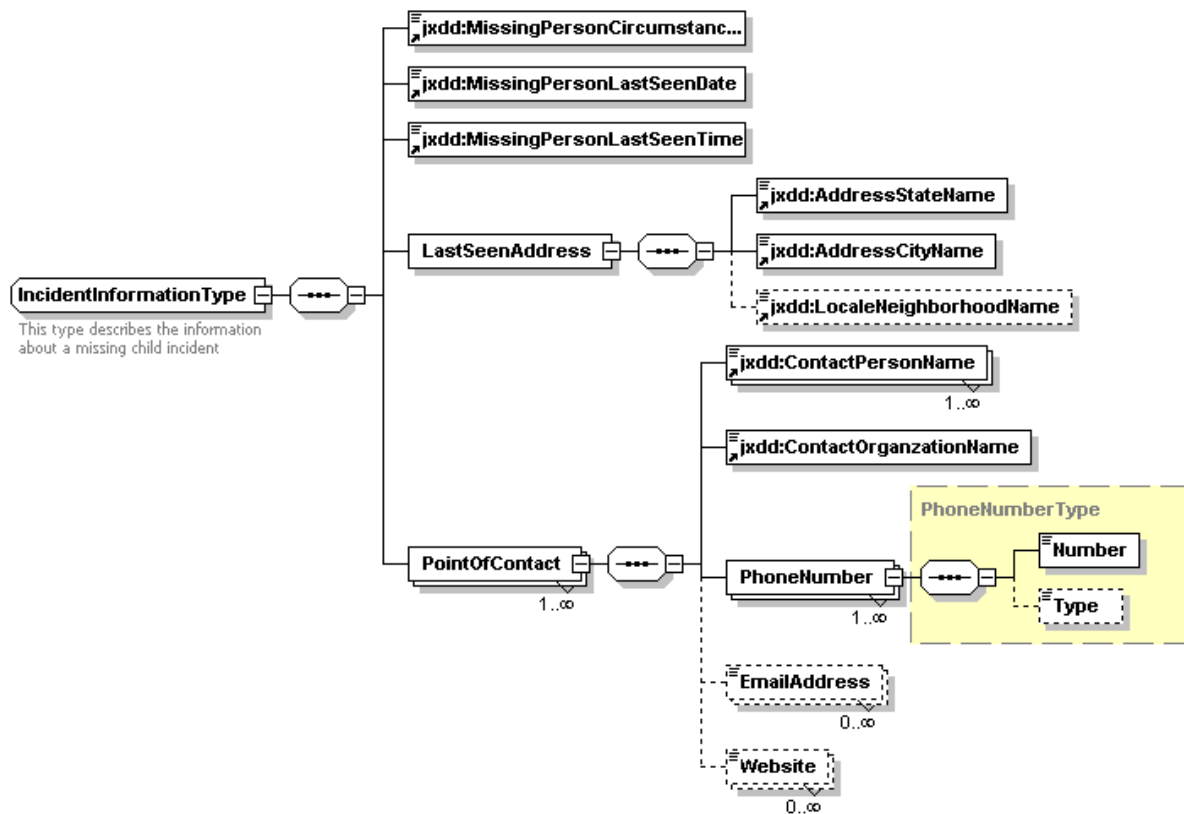 jxdd:MissingPersonCircumstanc...
jxdd:MissingPersonLastSeenDate
jxdd:MissingPersonLastSeenTime
jxdd:AddressStateName
LastSeenAddress
jxdd:AddressCityName
IncidentInformationType
This type describes the information
about a missing child incident
jxdd:LocaleNeighborhoodName
jxdd:ContactPersonName
1..∞
jxdd:ContactOrganzationName
PhoneNumberType
PointOfContact
1..∞
PhoneNumber
1..∞
Number
Type
EmailAddress
0..∞
Website
0..∞